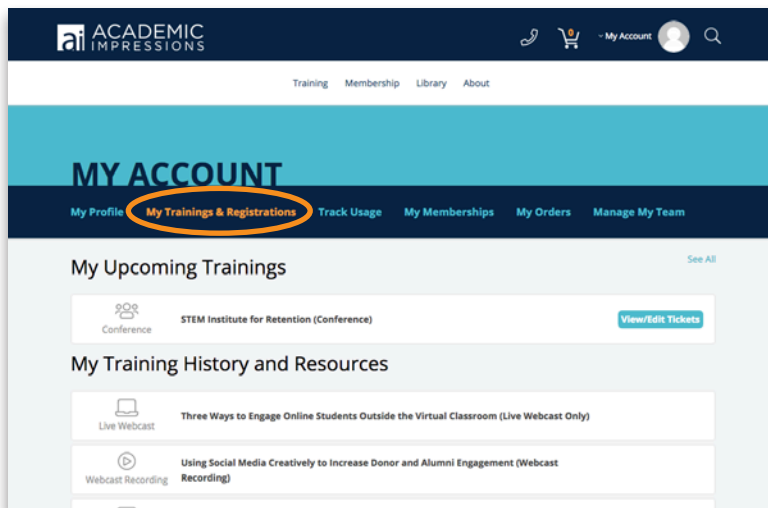 ai ACADEMIC
IMPRESSIONS
0
My Account
Training Membership Library About
MY ACCOUNT
My Profile My Trainings & Registrations Track Usage My Memberships My Orders Manage My Team
My Upcoming Trainings
See All
Conference
STEM Institute for Retention (Conference)
View/Edit Tickets
My Training History and Resources
Live Webcast
Three Ways to Engage Online Students Outside the Virtual Classroom (Live Webcast Only)
Webcast Recording
Using Social Media Creatively to Increase Donor and Alumni Engagement (Webcast
Recording)